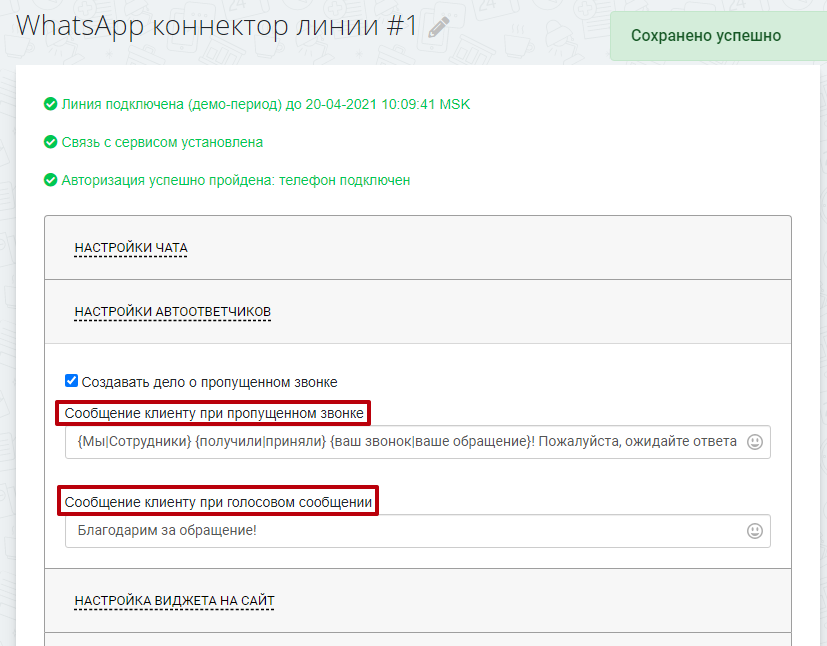 WhatsApp коннектор линии #1
Сохранено успешно
Линия подключена (демо-период) до 20-04-2021 10:09:41 MSK
Связь с сервисом установлена
Авторизация успешно пройдена: телефон подключен
НАСТРОЙКИ ЧАТА
НАСТРОЙКИ АВТООТВЕТЧИКОВ
Создавать дело о пропущенном звонке
Сообщение клиенту при пропущенном звонке
{Мы|Сотрудники} {получили|приняли} {ваш звонок|ваше обращение}! Пожалуйста, ожидайте ответа
Сообщение клиенту при голосовом сообщении
Благодарим за обращение!
НАСТРОЙКА ВИДЖЕТА НА САЙТ